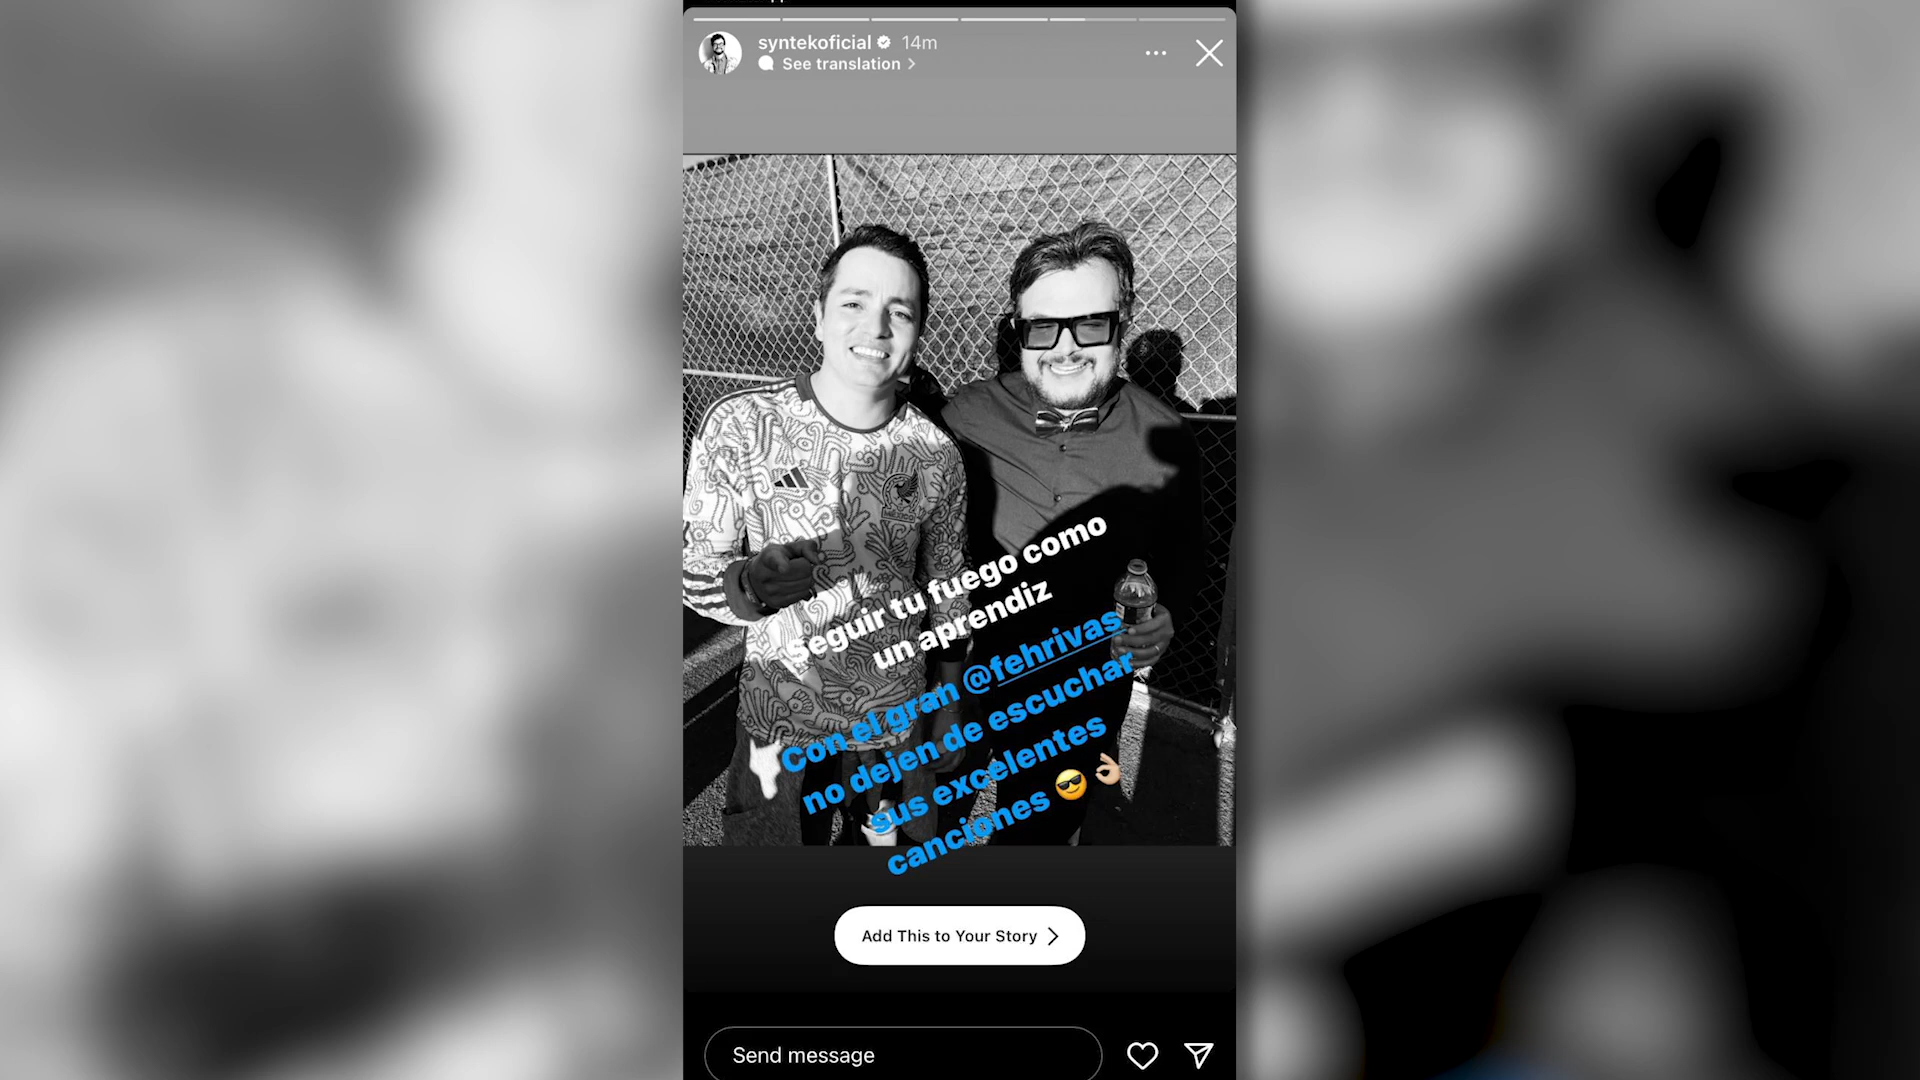 syntekoficial 14m
See translation
Seguir tu fuego como
un aprendiz
Con el gran @fehrivas
no dejen de escuchar
sus excelentes
canciones 😎👌🏼
Add This to Your Story
Send message